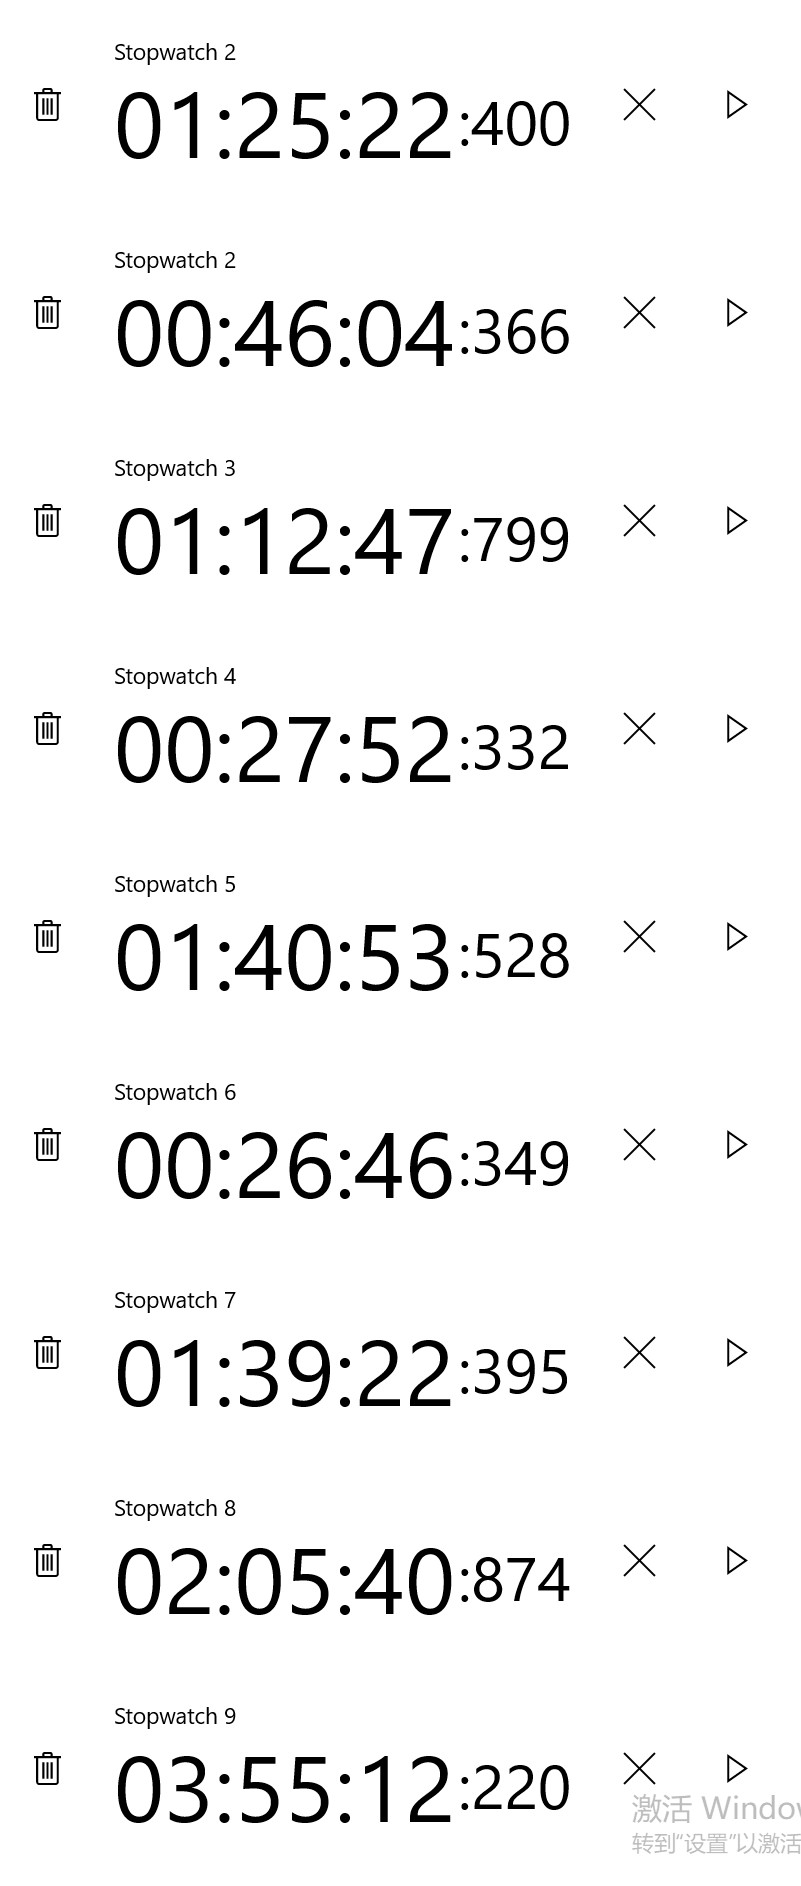 Stopwatch 2
01:25:22:400
Stopwatch 2
00:46:04:366
Stopwatch 3
01:12:47:799
Stopwatch 4
00:27:52:332
Stopwatch 5
01:40:53:528
Stopwatch 6
00:26:46:349
Stopwatch 7
01:39:22:395
Stopwatch 8
02:05:40:874
Stopwatch 9
03:55:12:220
激活 Window
转到“设置”以激活